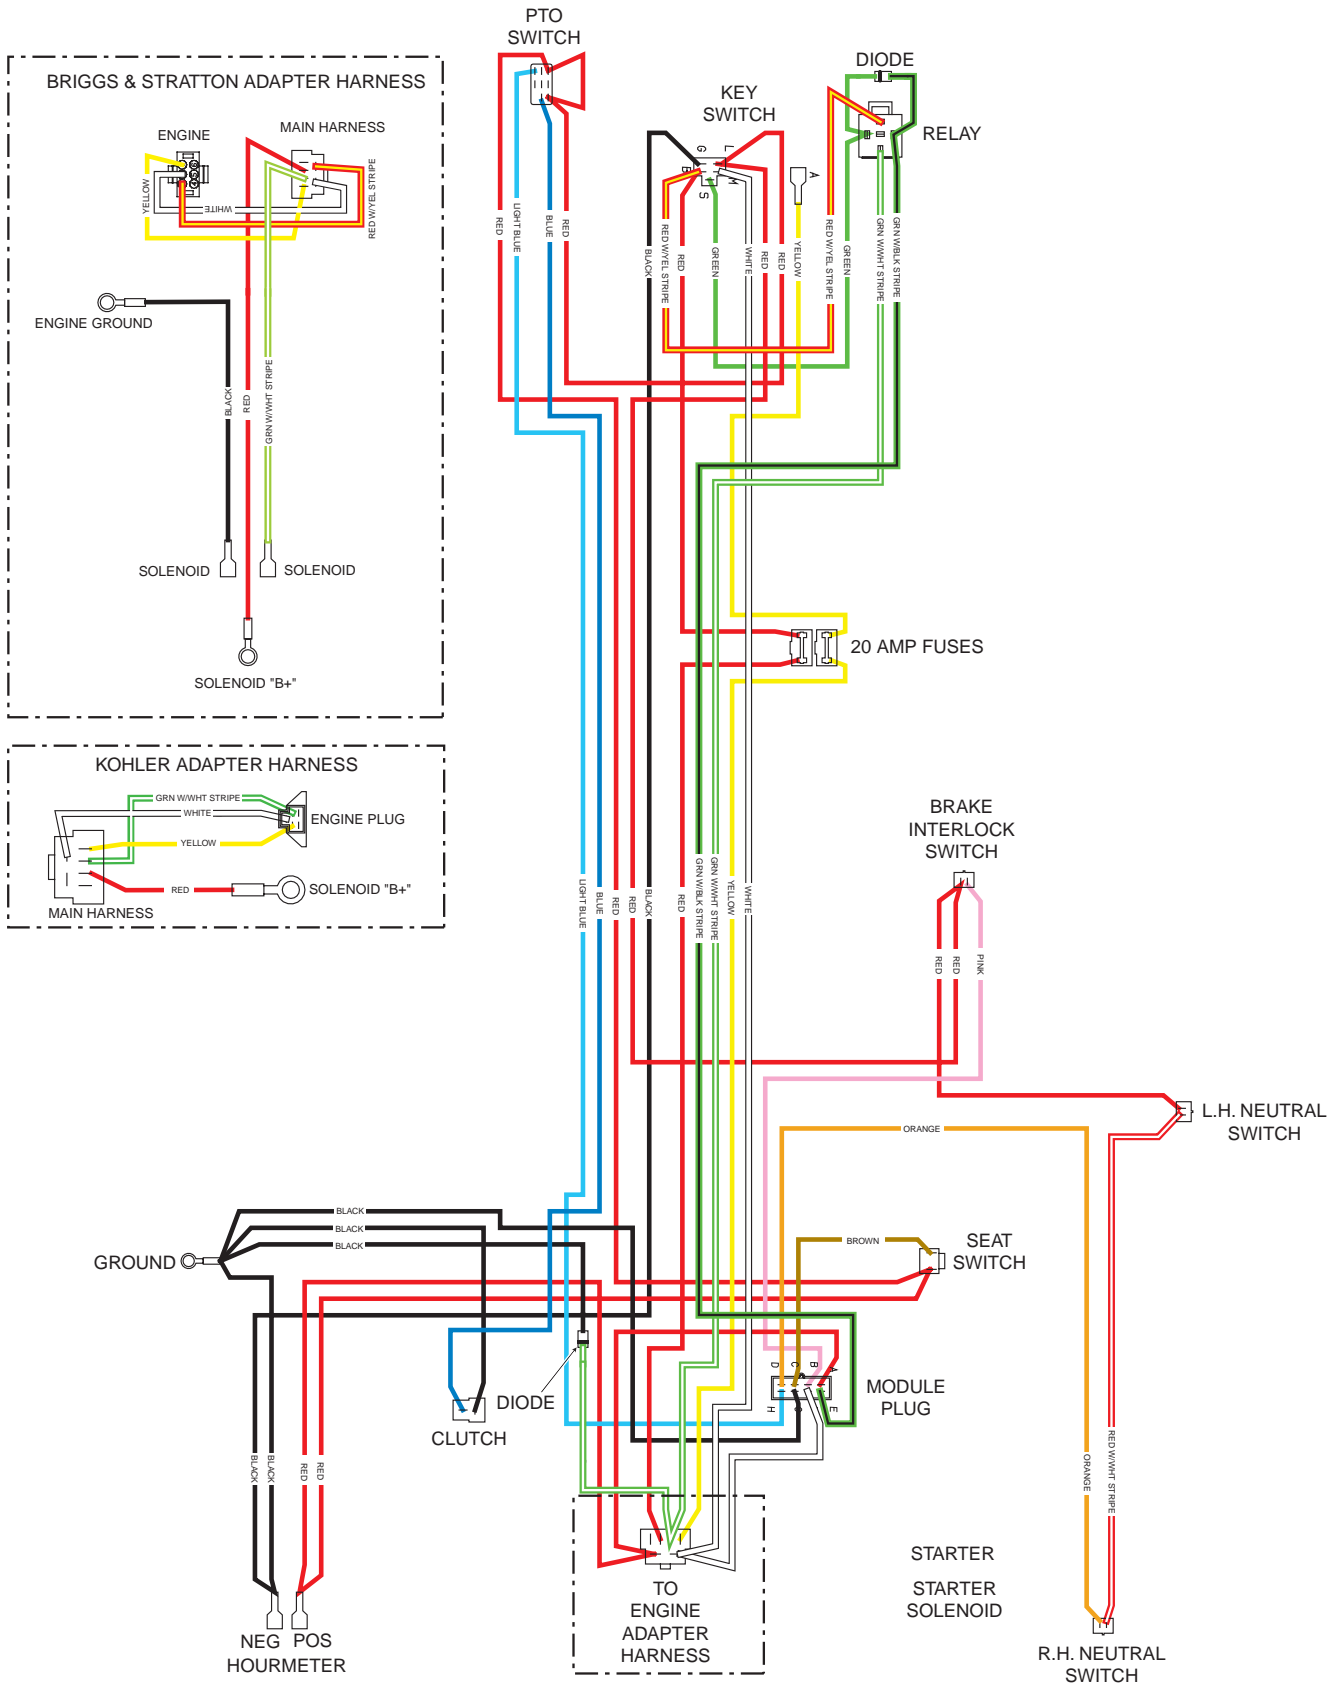 PTO
SWITCH
DIODE
BRIGGS & STRATTON ADAPTER HARNESS
KEY
SWITCH
ENGINE
MAIN HARNESS
RELAY
G
L
B
M
S
A
YELLOW
WHITE
RED W/YEL STRIPE
RED
LIGHT BLUE
BLUE
RED
BLACK
RED W/YEL STRIPE
RED
GREEN
WHITE
RED
RED
YELLOW
RED W/YEL STRIPE
GREEN
GRN W/WHT STRIPE
GRN W/BLK STRIPE
ENGINE GROUND
BLACK
RED
GRN W/WHT STRIPE
SOLENOID
SOLENOID
SOLENOID "B+"
20 AMP FUSES
KOHLER ADAPTER HARNESS
GRN W/WHT STRIPE
WHITE
ENGINE PLUG
YELLOW
RED
SOLENOID "B+"
MAIN HARNESS
BRAKE
INTERLOCK
SWITCH
LIGHT BLUE
BLUE
RED
RED
BLACK
RED
GRN W/BLK STRIPE
GRN W/WHT STRIPE
YELLOW
WHITE
RED
RED
PINK
L.H. NEUTRAL
SWITCH
ORANGE
BLACK
BLACK
BLACK
GROUND
BROWN
SEAT
SWITCH
D
C
B
A
H
G
E
MODULE
PLUG
DIODE
CLUTCH
BLACK
BLACK
RED
RED
ORANGE
RED W/WHT STRIPE
STARTER
STARTER
SOLENOID
TO
ENGINE
ADAPTER
HARNESS
NEG
POS
HOURMETER
R.H. NEUTRAL
SWITCH